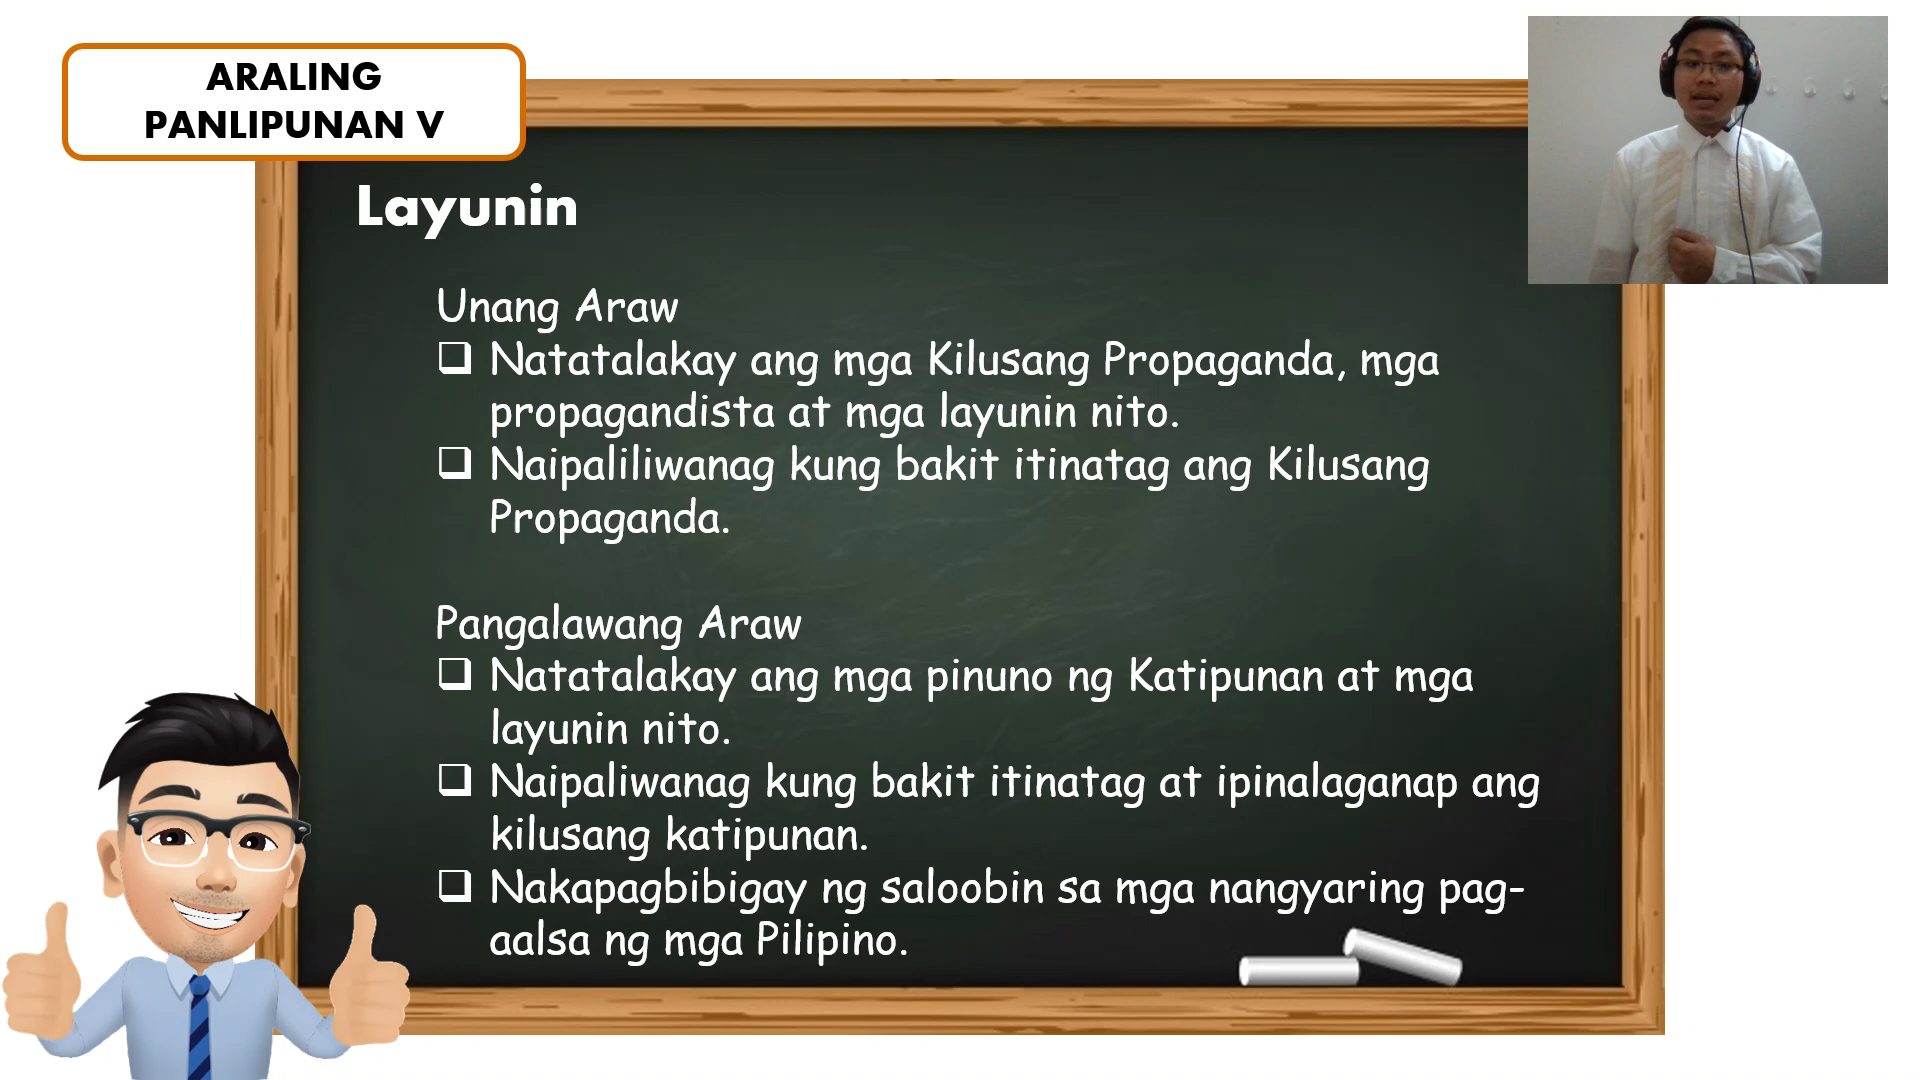 ARALING
PANLIPUNAN V
Layunin
Unang Araw
❑ Natatalakay ang mga Kilusang Propaganda, mga
propagandista at mga layunin nito.
❑ Naipaliliwanag kung bakit itinatag ang Kilusang
Propaganda.
Pangalawang Araw
❑ Natatalakay ang mga pinuno ng Katipunan at mga
layunin nito.
❑ Naipaliwanag kung bakit itinatag at ipinalaganap ang
kilusang katipunan.
❑ Nakapagbibigay ng saloobin sa mga nangyaring pag-
aalsa ng mga Pilipino.